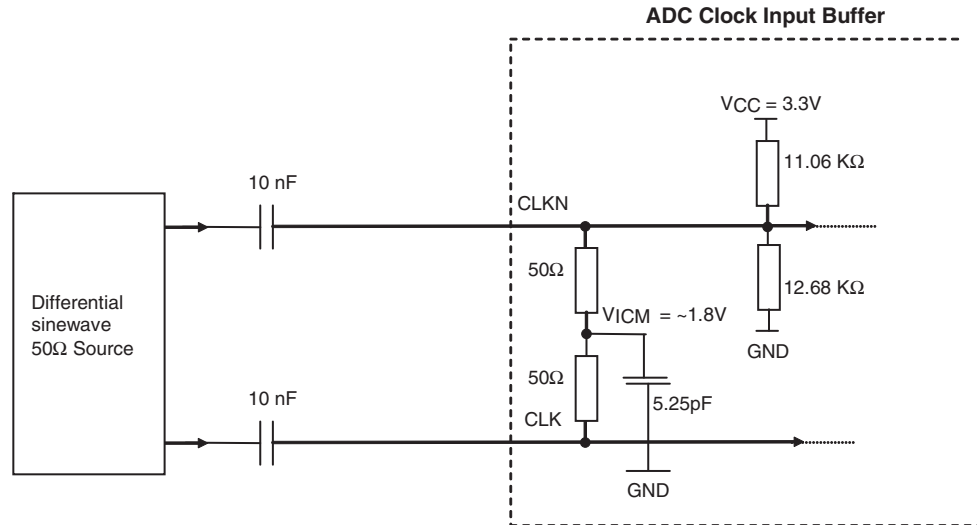 ADC Clock Input Buffer
VCC = 3.3V
11.06 KΩ
10 nF
CLKN
50Ω
12.68 KΩ
Differential
sinewave
50Ω Source
VICM = ~1.8V
GND
50Ω
10 nF
5.25pF
CLK
GND